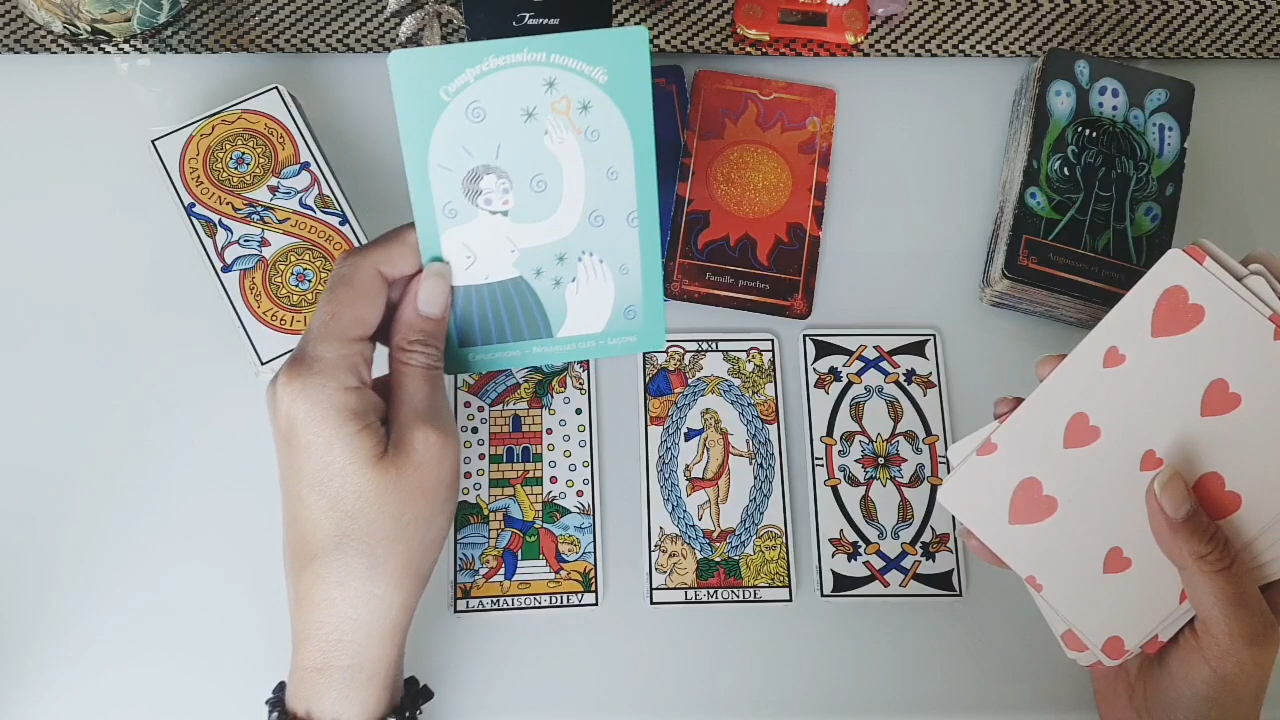 Taureau
Compréhension nouvelle
EXPLICATIONS ~ NOUVELLES CLÉS ~ LEÇONS
Famille, proches
Angoisses et peurs
CAMOIN
JODORO
1997
XXI
LA·MAISON·DIEV
LE·MONDE
II